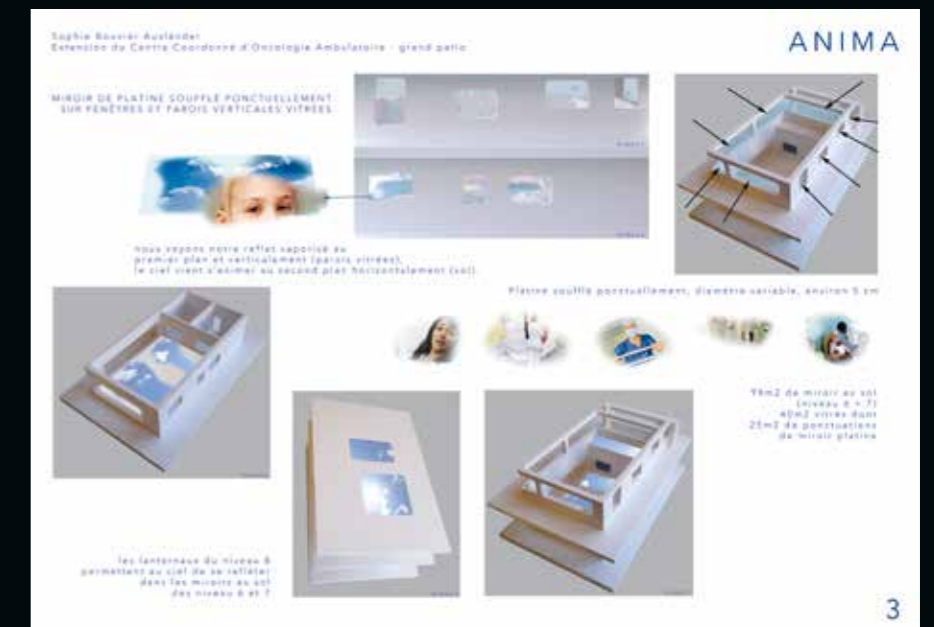 Sophie Bouvier Ausländer
Extension du Centre Coordonné d'Oncologie Ambulatoire - grand patio
ANIMA
MIROIR DE PLATINE SOUFFLÉ PONCTUELLEMENT
SUR FENÊTRES ET PAROIS VERTICALES VITRÉES
nous voyons notre reflet vaporisé au
premier plan et verticalement (parois vitrées),
le ciel vient s'animer au second plan horizontalement (sol)
Platine soufflé ponctuellement, diamètre variable, environ 5 cm
de miroir au sol
(niveau 6 + 7)
40m2 vitrés dont
25m2 de ponctuations
de miroir platine
les lanternaux du niveau 8
permettent au ciel de se refléter
dans les miroirs au sol
des niveau 6 et 7
3